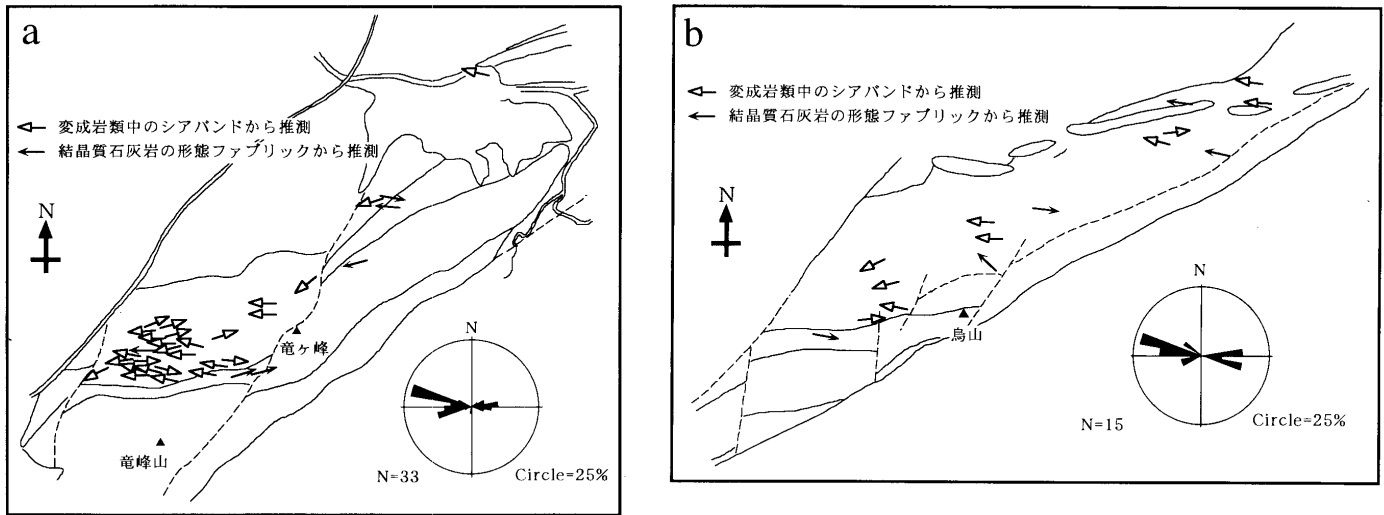 a
変成岩類中のシアバンドから推測
結晶質石灰岩の形態ファブリックから推測
N
竜ヶ峰
N
竜峰山
N=33
Circle=25%
b
変成岩類中のシアバンドから推測
結晶質石灰岩の形態ファブリックから推測
N
烏山
N
N=15
Circle=25%